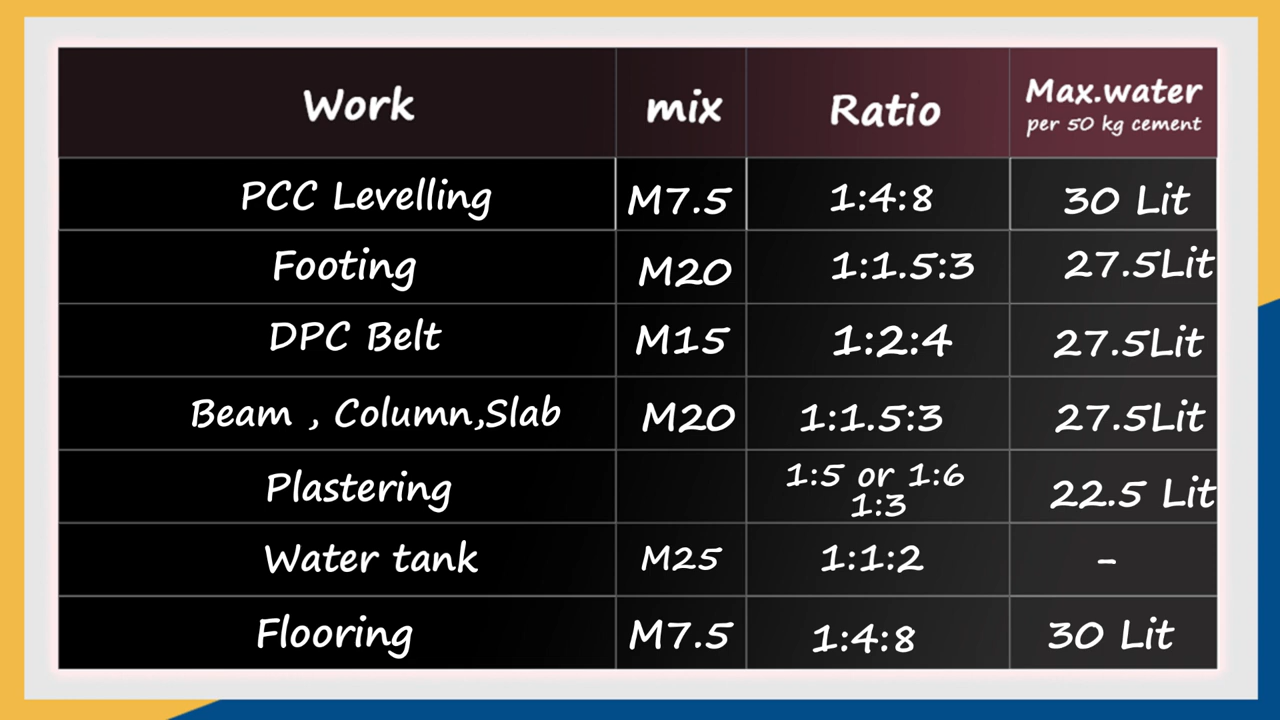 Work mix Ratio Max.water
per 50 kg cement
PCC Levelling M7.5 1:4:8 30 Lit
Footing M20 1:1.5:3 27.5Lit
DPC Belt M15 1:2:4 27.5Lit
Beam , Column,Slab M20 1:1.5:3 27.5Lit
Plastering 1:5 or 1:6 22.5 Lit
1:3
Water tank M25 1:1:2 -
Flooring M7.5 1:4:8 30 Lit